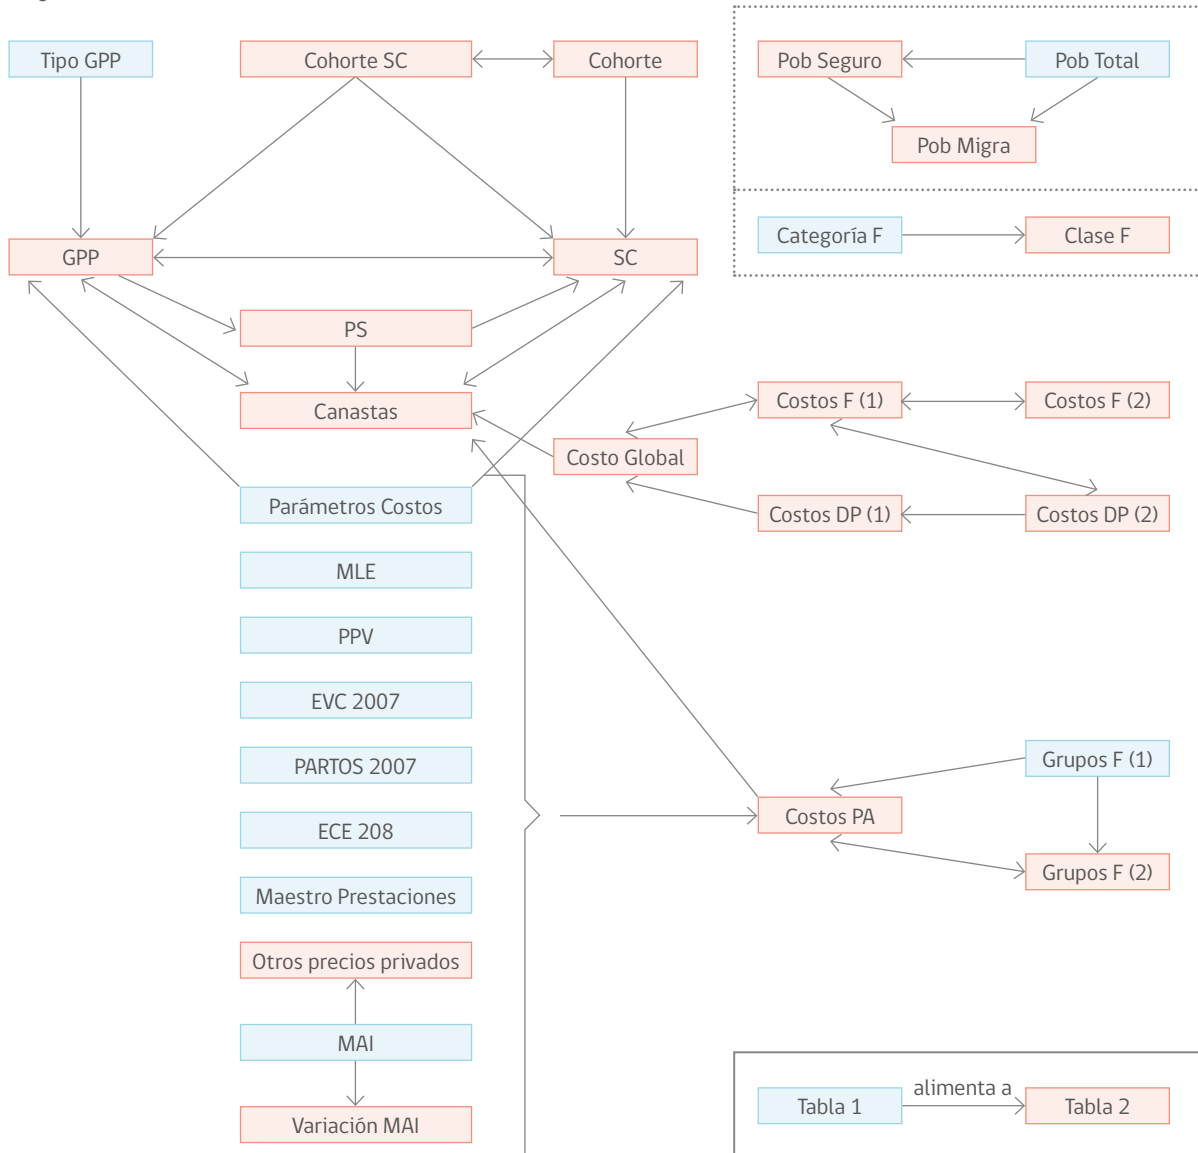 Tipo GPP
Cohorte SC
Cohorte
Pob Seguro
Pob Total
Pob Migra
Categoría F
Clase F
GPP
SC
PS
Canastas
Costos F (1)
Costos F (2)
Costo Global
Parámetros Costos
Costos DP (1)
Costos DP (2)
MLE
PPV
EVC 2007
PARTOS 2007
ECE 208
Maestro Prestaciones
Otros precios privados
MAI
Variación MAI
Grupos F (1)
Costos PA
Grupos F (2)
Tabla 1
alimenta a
Tabla 2